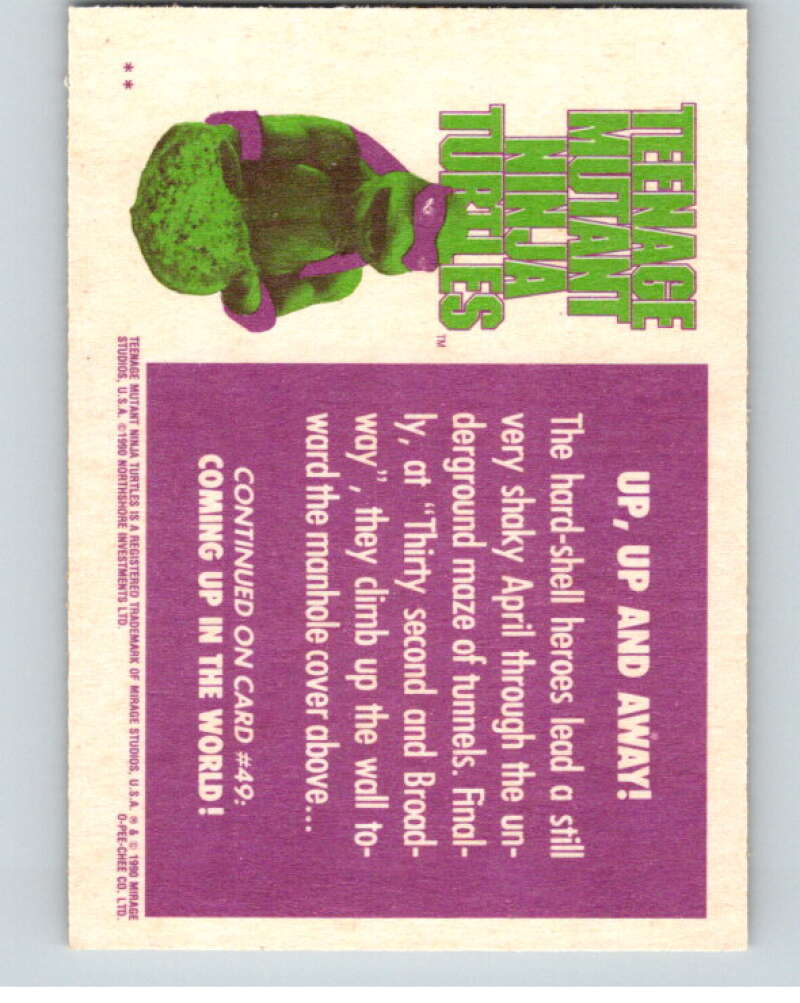 TEENAGE
MUTANT
NINJA
TURTLES™
UP, UP AND AWAY!
The hard-shell heroes lead a still
very shaky April through the un-
derground maze of tunnels. Final-
ly, at “Thirty second and Broad-
way”, they climb up the wall to-
ward the manhole cover above...
CONTINUED ON CARD #49:
COMING UP IN THE WORLD!
TEENAGE MUTANT NINJA TURTLES IS A REGISTERED TRADEMARK OF MIRAGE STUDIOS, U.S.A. ® & © 1990 MIRAGE
STUDIOS, U.S.A. ©1990 NORTHSHORE INVESTMENTS LTD. O-PEE-CHEE CO. LTD.
* *